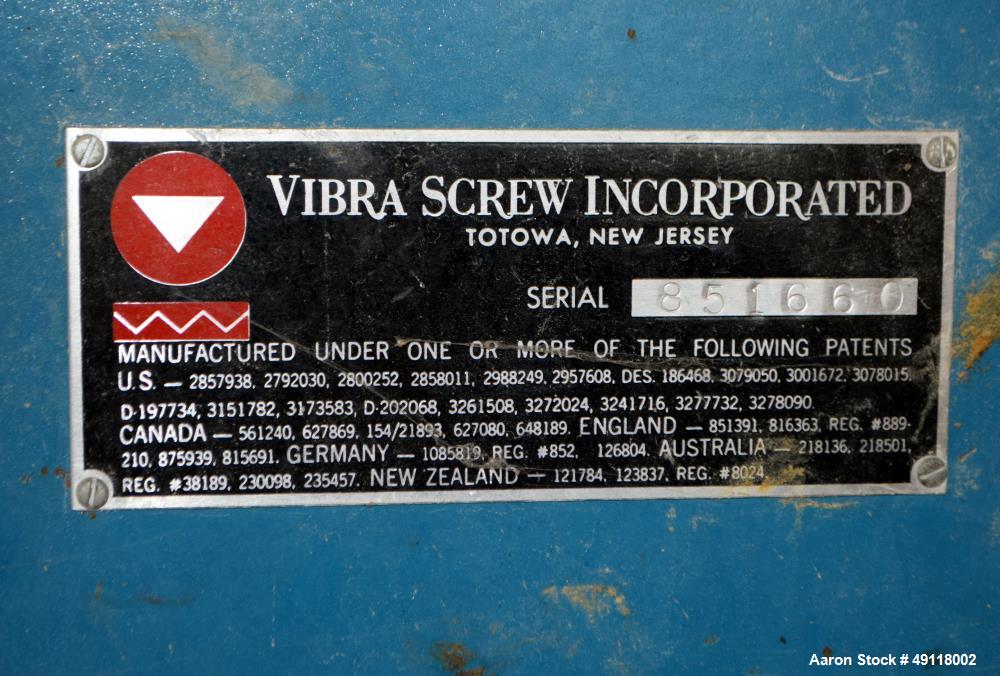 VIBRA SCREW INCORPORATED
TOTOWA, NEW JERSEY
SERIAL 851660
MANUFACTURED UNDER ONE OR MORE OF THE FOLLOWING PATENTS
U.S. — 2857938, 2792030, 2800252, 2858011, 2988249, 2957608, DES. 186468, 3079050, 3001672, 3078015,
D-197734, 3151782, 3173583, D-202068, 3261508, 3272024, 3241716, 3277732, 3278090.
CANADA — 561240, 627869, 154/21893, 627080, 648189. ENGLAND — 851391, 816363, REG. #889-
210, 875939, 815691. GERMANY — 1085819, REG. #852, 126804. AUSTRALIA — 218136, 218501,
REG. #38189, 230098, 235457. NEW ZEALAND — 121784, 123837, REG. #8024
Aaron Stock # 49118002